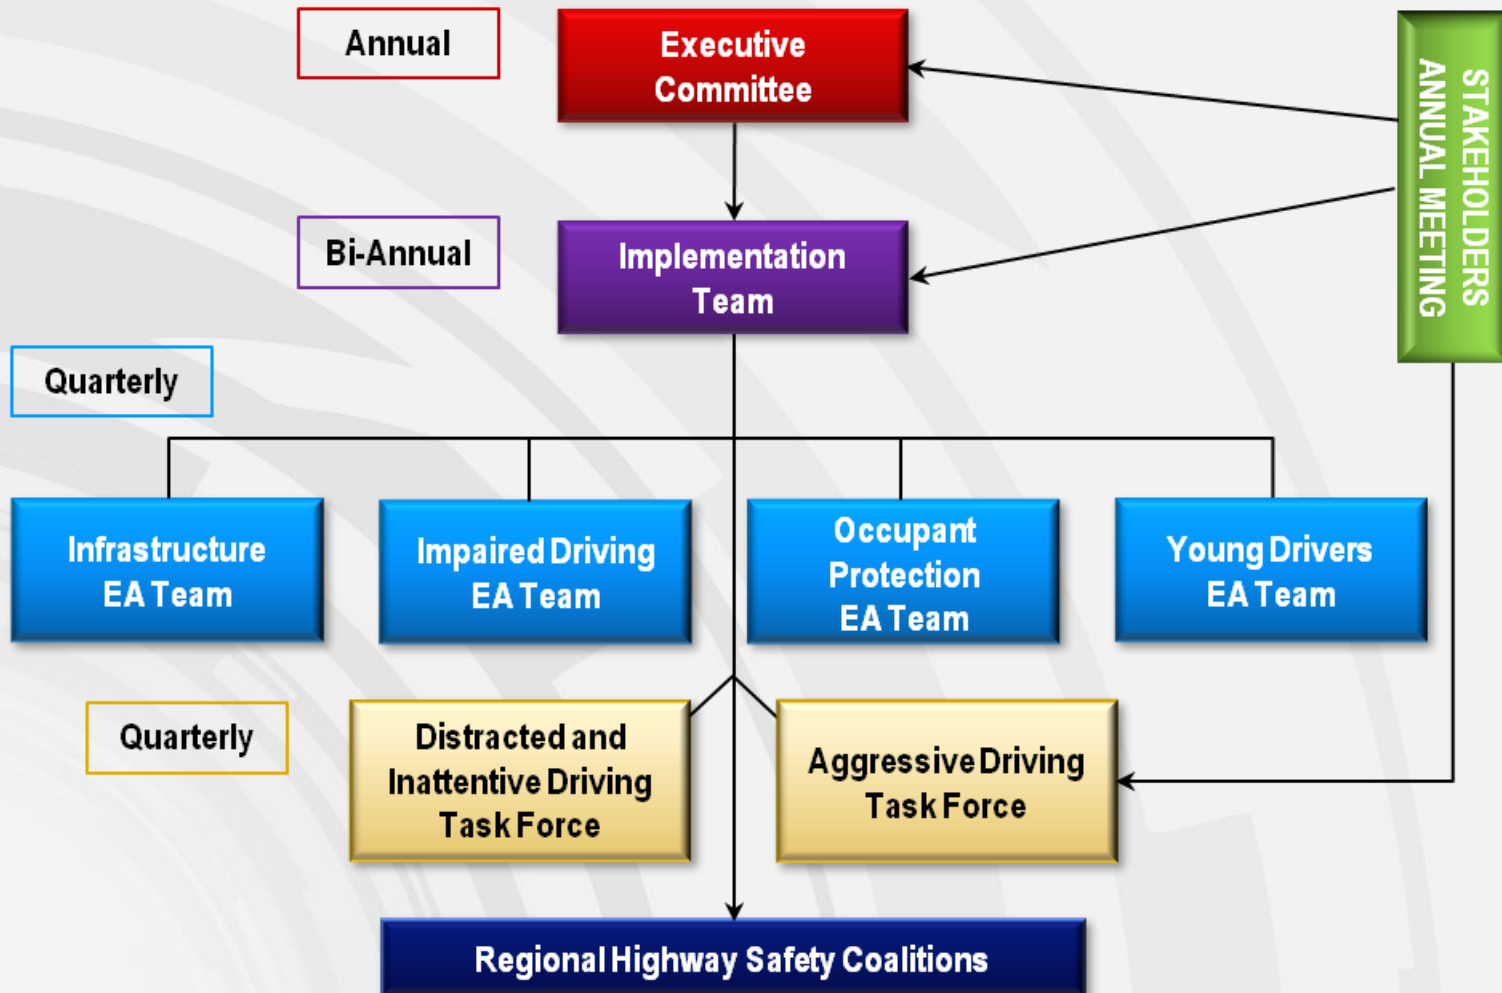 Annual
Executive
Committee
STAKEHOLDERS
ANNUAL MEETING
Bi-Annual
Implementation
Team
Quarterly
Infrastructure
EA Team
Impaired Driving
EA Team
Occupant
Protection
EA Team
Young Drivers
EA Team
Quarterly
Distracted and
Inattentive Driving
Task Force
Aggressive Driving
Task Force
Regional Highway Safety Coalitions